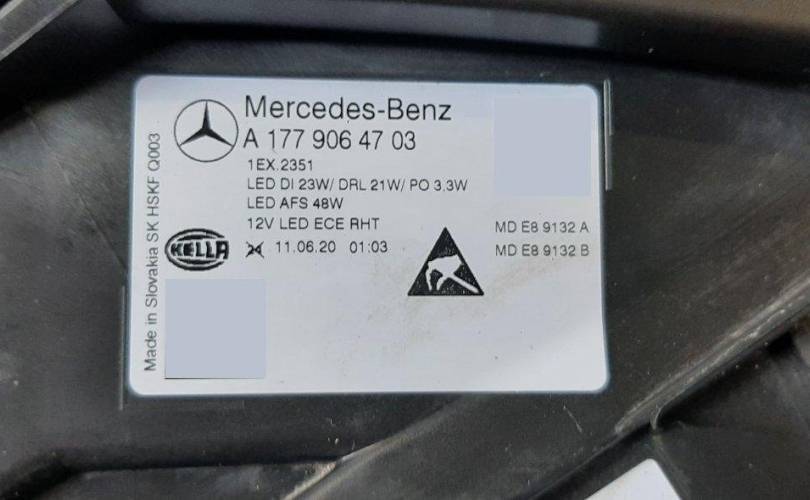 Mercedes-Benz
A 177 906 47 03
1EX.2351
LED DI 23W/ DRL 21W/ PO 3,3W
LED AFS 48W
12V LED ECE RHT
11.06.20 01:03
HELLA
MD E8 9132 A
MD E8 9132 B
Made in Slovakia SK HSKF Q003